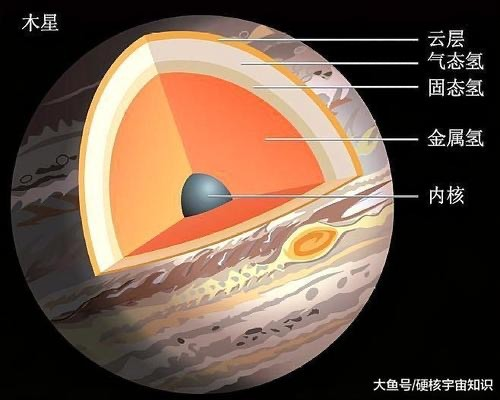 木星
云层
气态氢
固态氢
金属氢
内核
大鱼号/硬核宇宙知识